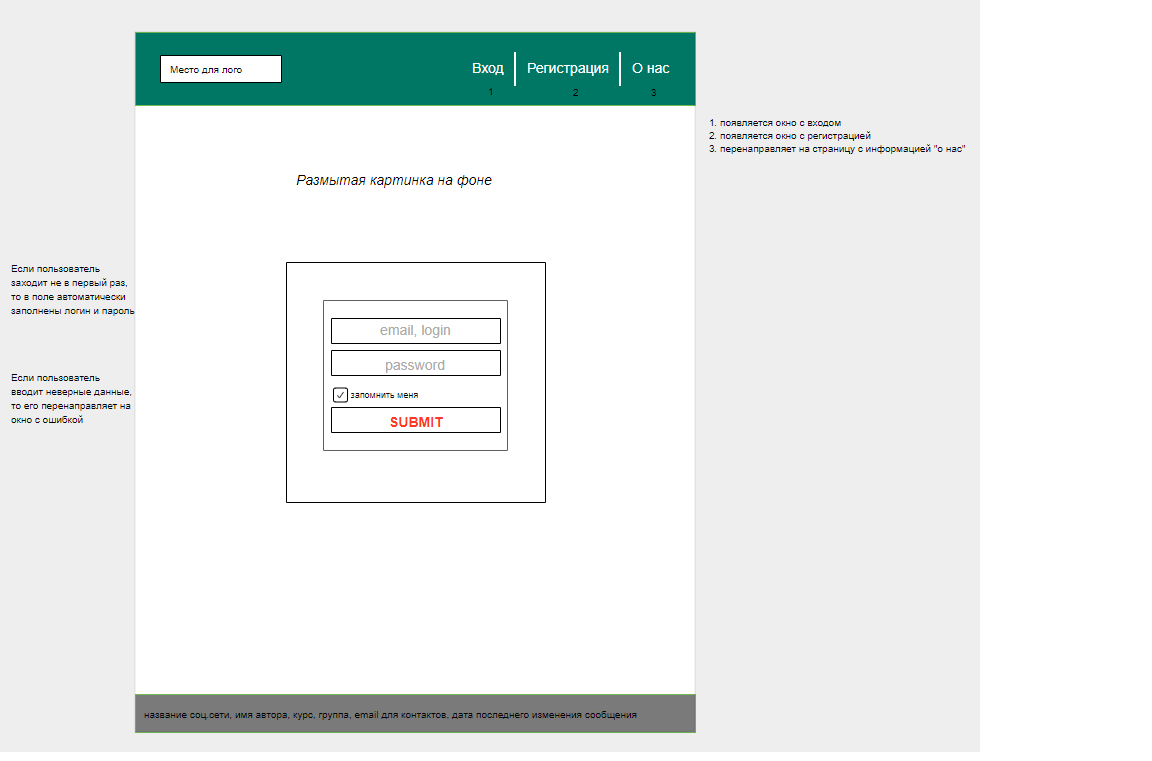 Место для лого
Вход
Регистрация
О нас
1
2
3
1. появляется окно с входом
2. появляется окно с регистрацией
3. перенаправляет на страницу с информацией "о нас"
Размытая картинка на фоне
Если пользователь
заходит не в первый раз,
то в поле автоматически
заполнены логин и пароль
Если пользователь
вводит неверные данные,
то его перенаправляет на
окно с ошибкой
email, login
password
запомнить меня
SUBMIT
название соц.сети, имя автора, курс, группа, email для контактов, дата последнего изменения сообщения